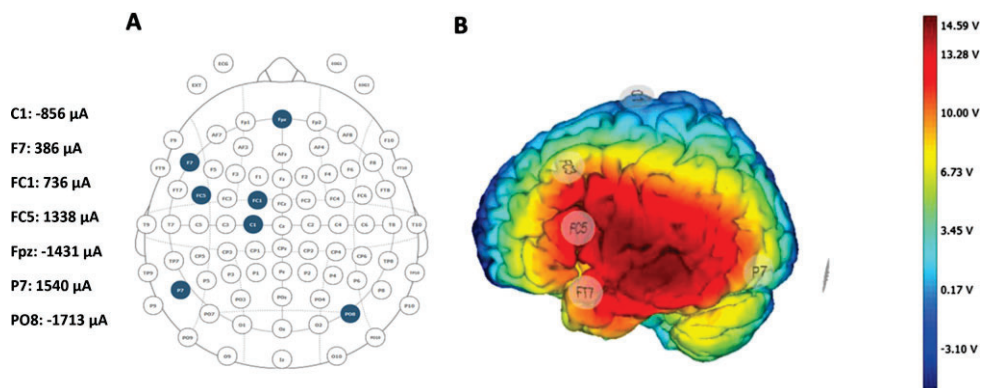 A
B
C1: -856 µA
F7: 386 µA
FC1: 736 µA
FC5: 1338 µA
Fpz: -1431 µA
P7: 1540 µA
PO8: -1713 µA
Fp1 Fpz Fp2
AF7 AF8
AF3 AFz AF4
F9 F10
F7 F5 F3 F1 Fz F2 F4 F6 F8
FT9 FT7 FC5 FC3 FC1 FCz FC4 FC6 FT8
T9 T7 C5 C3 C1 Cz C2 C4 C6 T8 T10
TP9 TP7 CP5 CP3 CP1 CPz CP2 CP4 CP6 TP8
P9 P7 P5 P3 P1 Pz P2 P4 P6 P8 P10
PO9 PO7 PO3 POz PO4 PO8
O1 Oz O2
O9 Iz O10
FC5
FT7
P7
14.59 V
13.28 V
10.00 V
6.73 V
3.45 V
0.17 V
-3.10 V